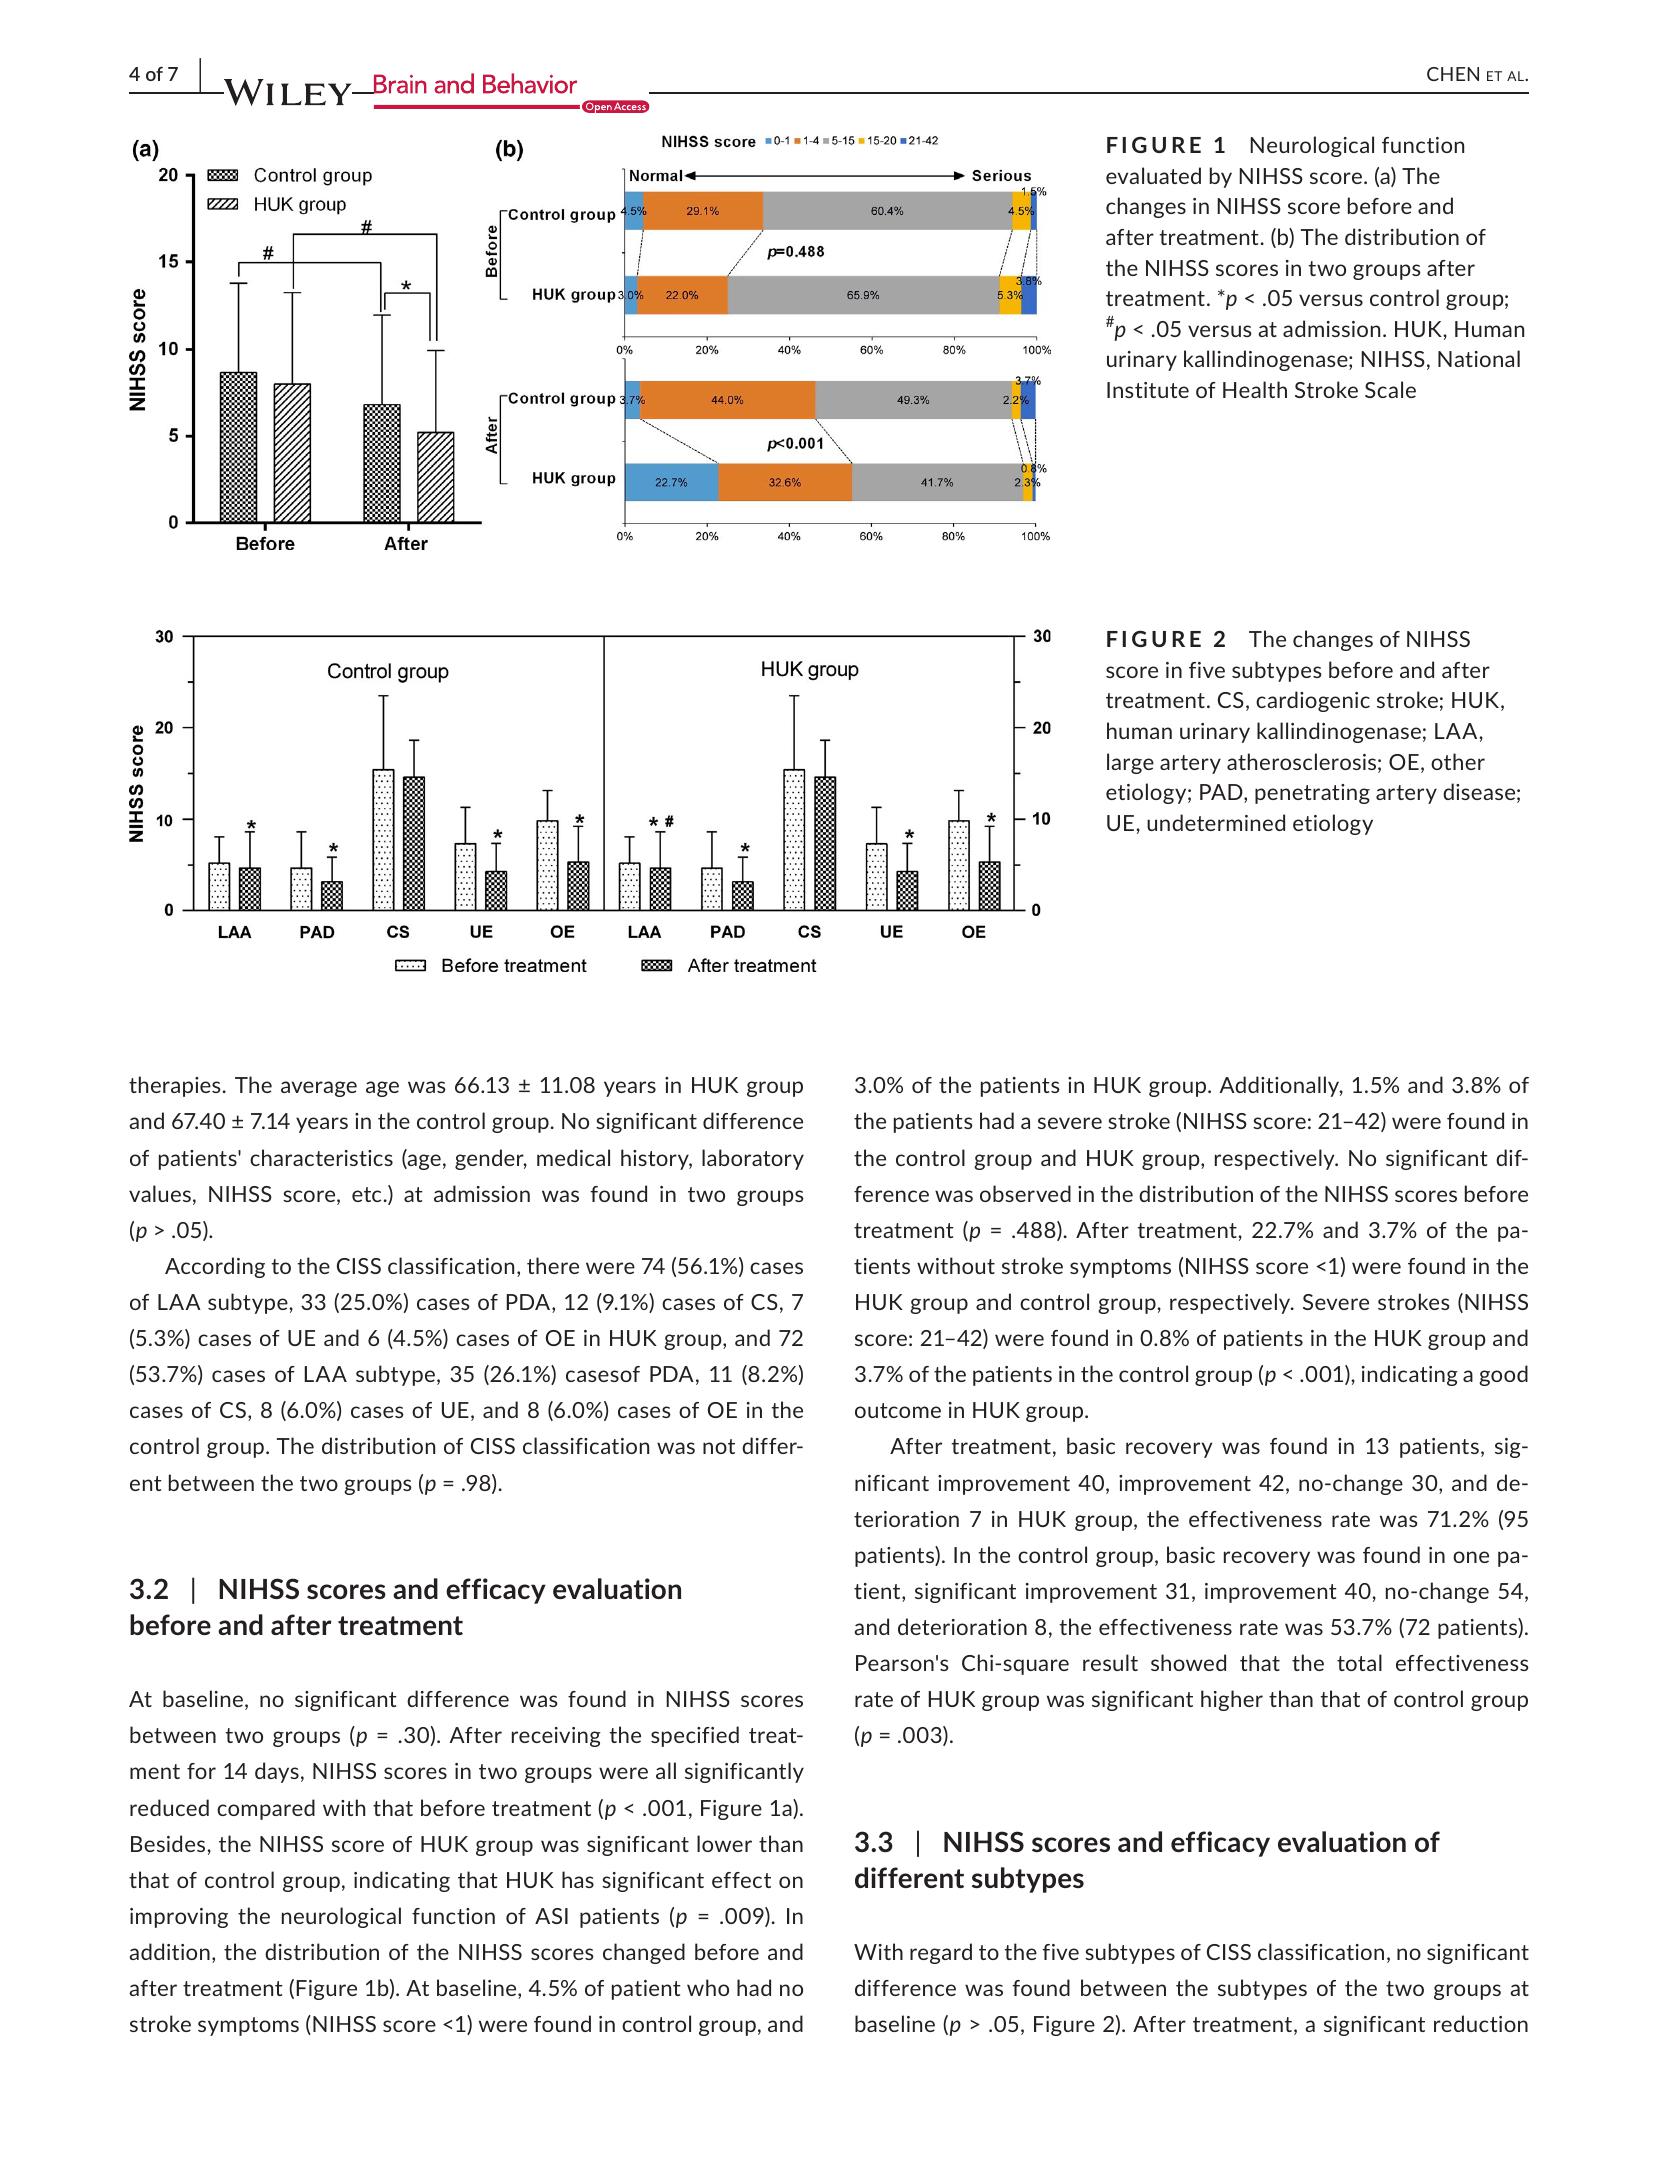 4 of 7
WILEY
Brain and Behavior
Open Access
CHEN ET AL.
(a)
20
15
10
5
0
NIHSS score
Control group
HUK group
#
#
*
Before
After
(b)
NIHSS score 0-1 1-4 5-15 15-20 21-42
Normal Serious
Before
Control group 4.5% 29.1% 60.4% 4.5% 1.5%
p=0.488
HUK group 3.0% 22.0% 65.9% 5.3% 3.8%
0% 20% 40% 60% 80% 100%
After
Control group 3.7% 44.0% 49.3% 2.2% 3.7%
p<0.001
HUK group 22.7% 32.6% 41.7% 2.3% 0.8%
0% 20% 40% 60% 80% 100%
FIGURE 1 Neurological function
evaluated by NIHSS score. (a) The
changes in NIHSS score before and
after treatment. (b) The distribution of
the NIHSS scores in two groups after
treatment. *p < .05 versus control group;
#p < .05 versus at admission. HUK, Human
urinary kallindinogenase; NIHSS, National
Institute of Health Stroke Scale
30
20
10
0
NIHSS score
Control group
HUK group
* * * *
* # * * *
30
20
10
0
LAA PAD CS UE OE LAA PAD CS UE OE
Before treatment After treatment
FIGURE 2 The changes of NIHSS
score in five subtypes before and after
treatment. CS, cardiogenic stroke; HUK,
human urinary kallindinogenase; LAA,
large artery atherosclerosis; OE, other
etiology; PAD, penetrating artery disease;
UE, undetermined etiology
therapies. The average age was 66.13 ± 11.08 years in HUK group
and 67.40 ± 7.14 years in the control group. No significant difference
of patients' characteristics (age, gender, medical history, laboratory
values, NIHSS score, etc.) at admission was found in two groups
(p > .05).
According to the CISS classification, there were 74 (56.1%) cases
of LAA subtype, 33 (25.0%) cases of PDA, 12 (9.1%) cases of CS, 7
(5.3%) cases of UE and 6 (4.5%) cases of OE in HUK group, and 72
(53.7%) cases of LAA subtype, 35 (26.1%) casesof PDA, 11 (8.2%)
cases of CS, 8 (6.0%) cases of UE, and 8 (6.0%) cases of OE in the
control group. The distribution of CISS classification was not differ-
ent between the two groups (p = .98).
3.2 | NIHSS scores and efficacy evaluation
before and after treatment
At baseline, no significant difference was found in NIHSS scores
between two groups (p = .30). After receiving the specified treat-
ment for 14 days, NIHSS scores in two groups were all significantly
reduced compared with that before treatment (p < .001, Figure 1a).
Besides, the NIHSS score of HUK group was significant lower than
that of control group, indicating that HUK has significant effect on
improving the neurological function of ASI patients (p = .009). In
addition, the distribution of the NIHSS scores changed before and
after treatment (Figure 1b). At baseline, 4.5% of patient who had no
stroke symptoms (NIHSS score <1) were found in control group, and
3.0% of the patients in HUK group. Additionally, 1.5% and 3.8% of
the patients had a severe stroke (NIHSS score: 21–42) were found in
the control group and HUK group, respectively. No significant dif-
ference was observed in the distribution of the NIHSS scores before
treatment (p = .488). After treatment, 22.7% and 3.7% of the pa-
tients without stroke symptoms (NIHSS score <1) were found in the
HUK group and control group, respectively. Severe strokes (NIHSS
score: 21–42) were found in 0.8% of patients in the HUK group and
3.7% of the patients in the control group (p < .001), indicating a good
outcome in HUK group.
After treatment, basic recovery was found in 13 patients, sig-
nificant improvement 40, improvement 42, no-change 30, and de-
terioration 7 in HUK group, the effectiveness rate was 71.2% (95
patients). In the control group, basic recovery was found in one pa-
tient, significant improvement 31, improvement 40, no-change 54,
and deterioration 8, the effectiveness rate was 53.7% (72 patients).
Pearson's Chi-square result showed that the total effectiveness
rate of HUK group was significant higher than that of control group
(p = .003).
3.3 | NIHSS scores and efficacy evaluation of
different subtypes
With regard to the five subtypes of CISS classification, no significant
difference was found between the subtypes of the two groups at
baseline (p > .05, Figure 2). After treatment, a significant reduction